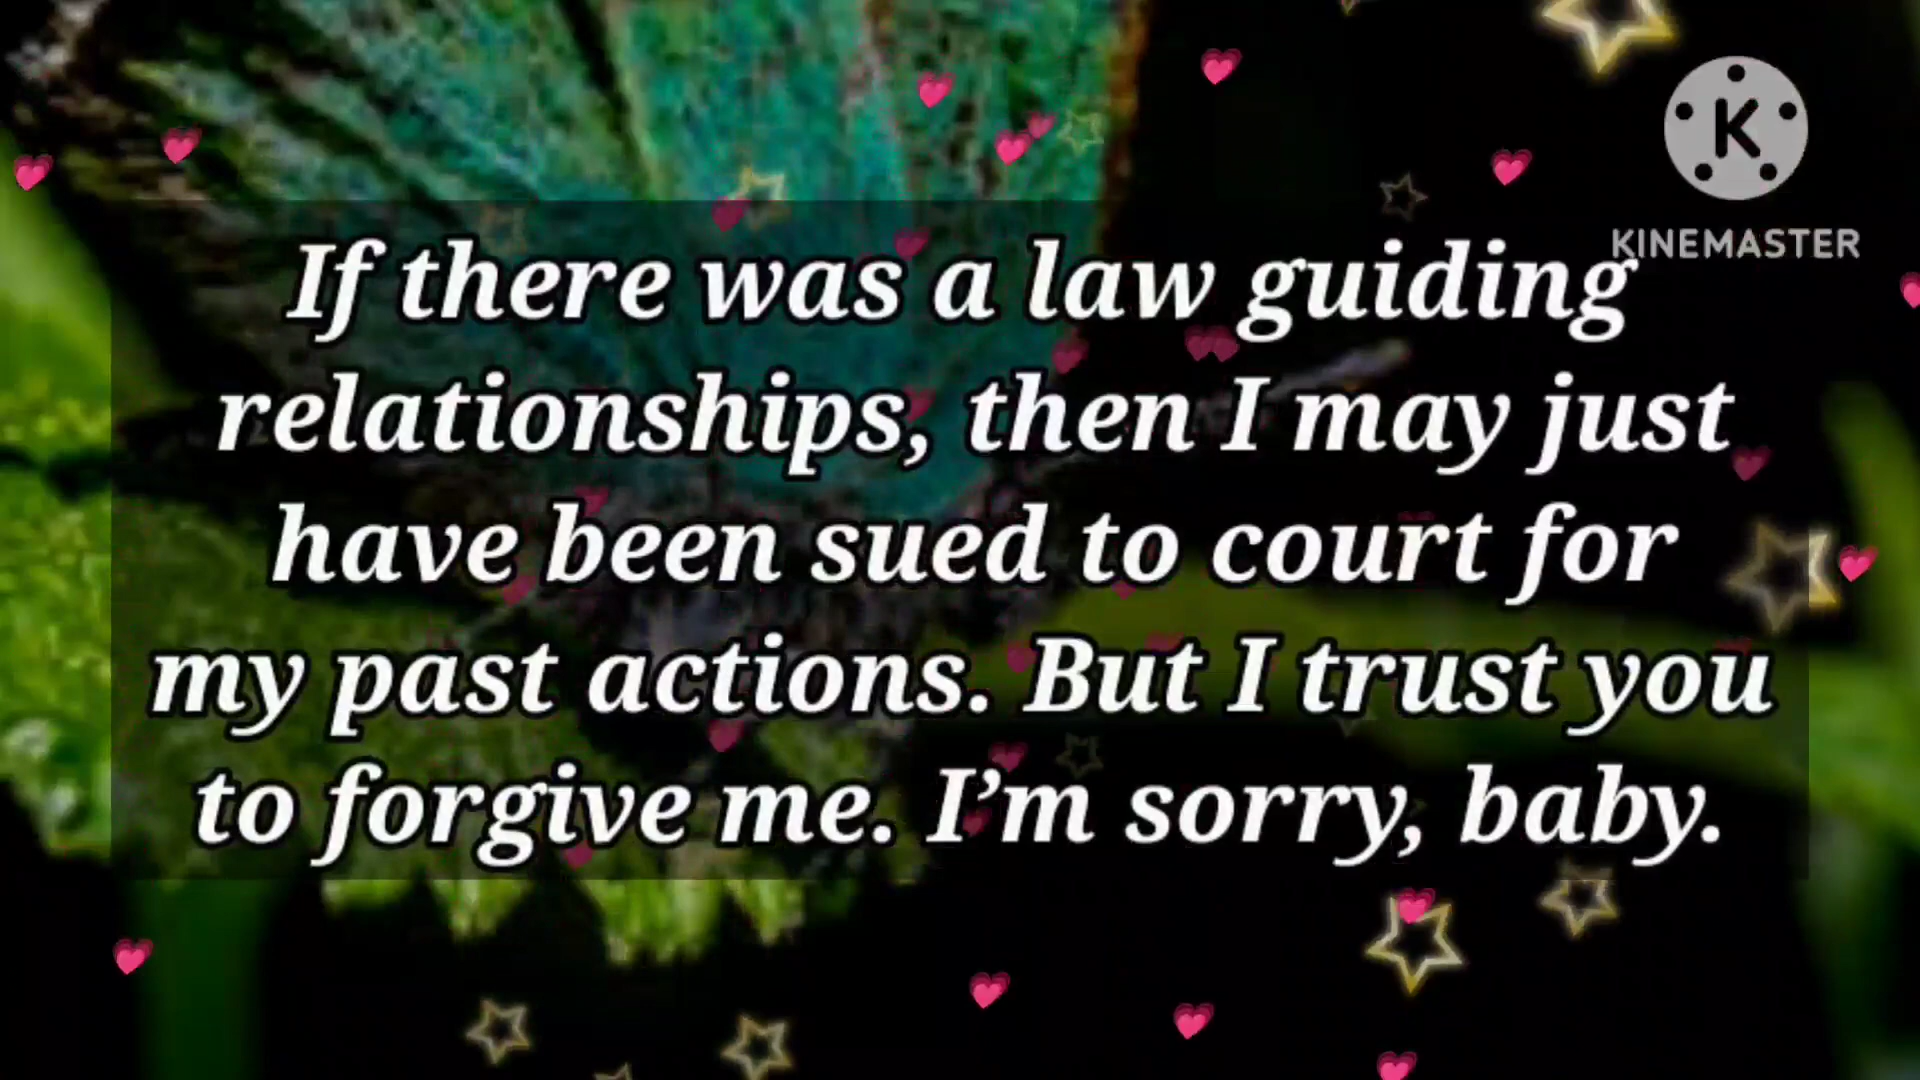 K
KINEMASTER
If there was a law guiding
relationships, then I may just
have been sued to court for
my past actions. But I trust you
to forgive me. I’m sorry, baby.